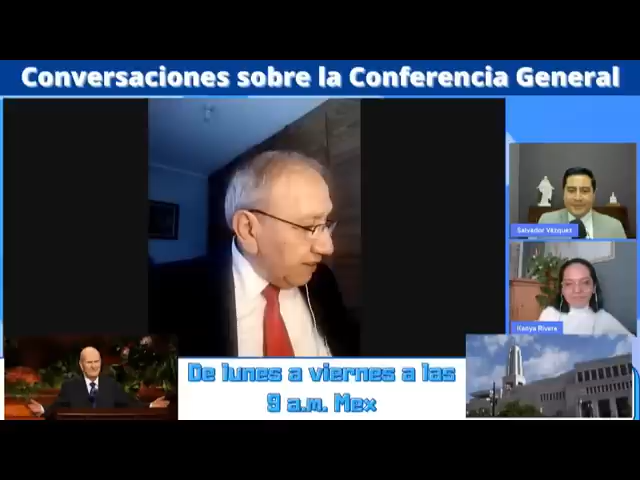 Conversaciones sobre la Conferencia General
Salvador Vázquez
Kenya Rivera
De lunes a viernes a las
9 a.m. Mex